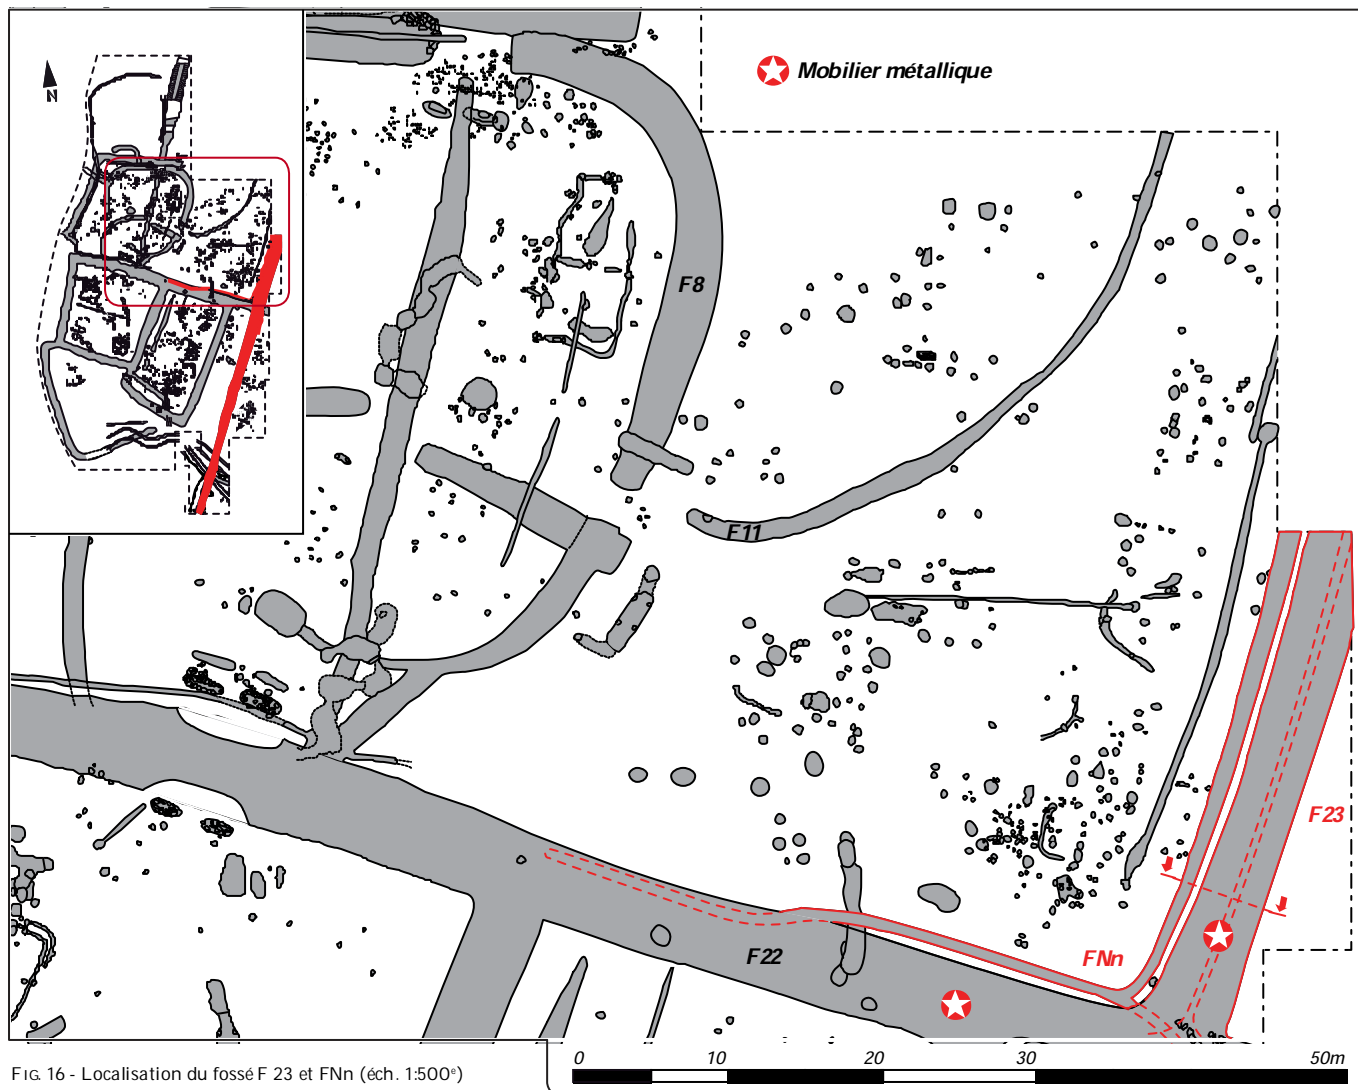 N
Mobilier métallique
F8
F11
F23
FNn
F22
0 10 20 30 50m
FIG. 16 - Localisation du fossé F 23 et FNn (éch. 1:500e)